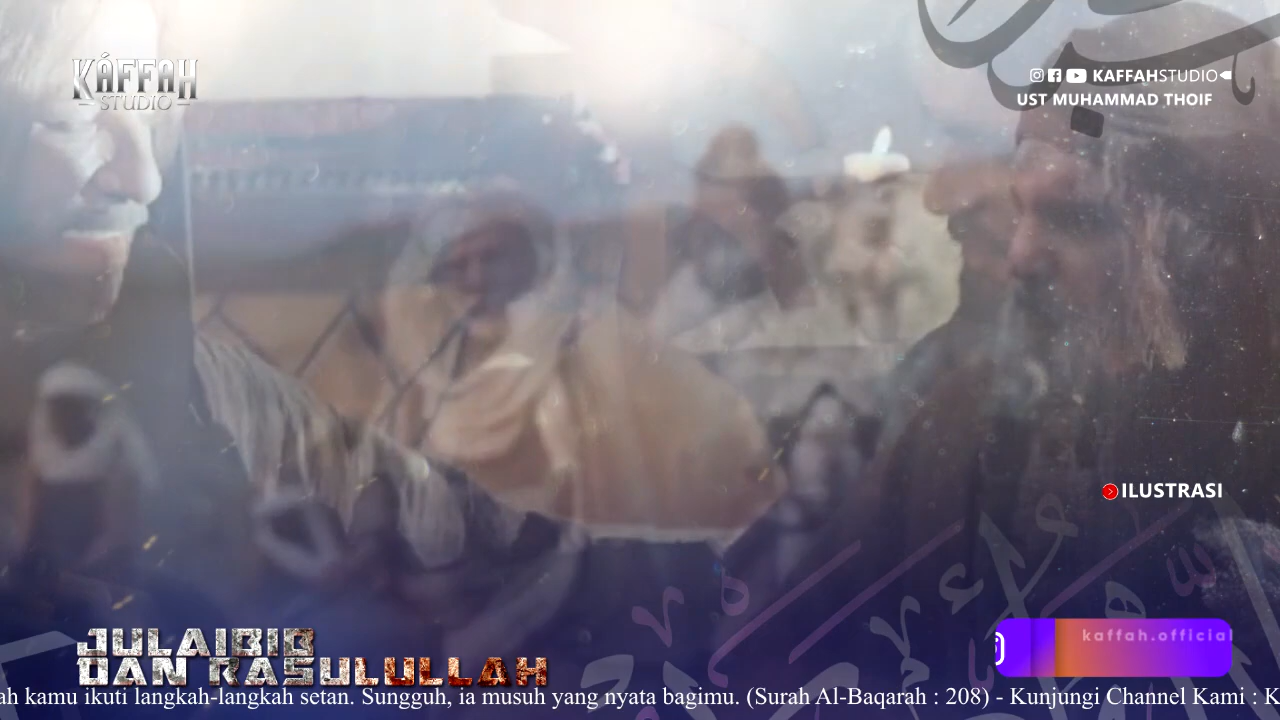 KÁFFAH
STUDIO
KAFFAHSTUDIO
UST MUHAMMAD THOIF
ILUSTRASI
kaffah.official
JULAIBIB
DAN RASULULLAH
ah kamu ikuti langkah-langkah setan. Sungguh, ia musuh yang nyata bagimu. (Surah Al-Baqarah : 208) - Kunjungi Channel Kami : K